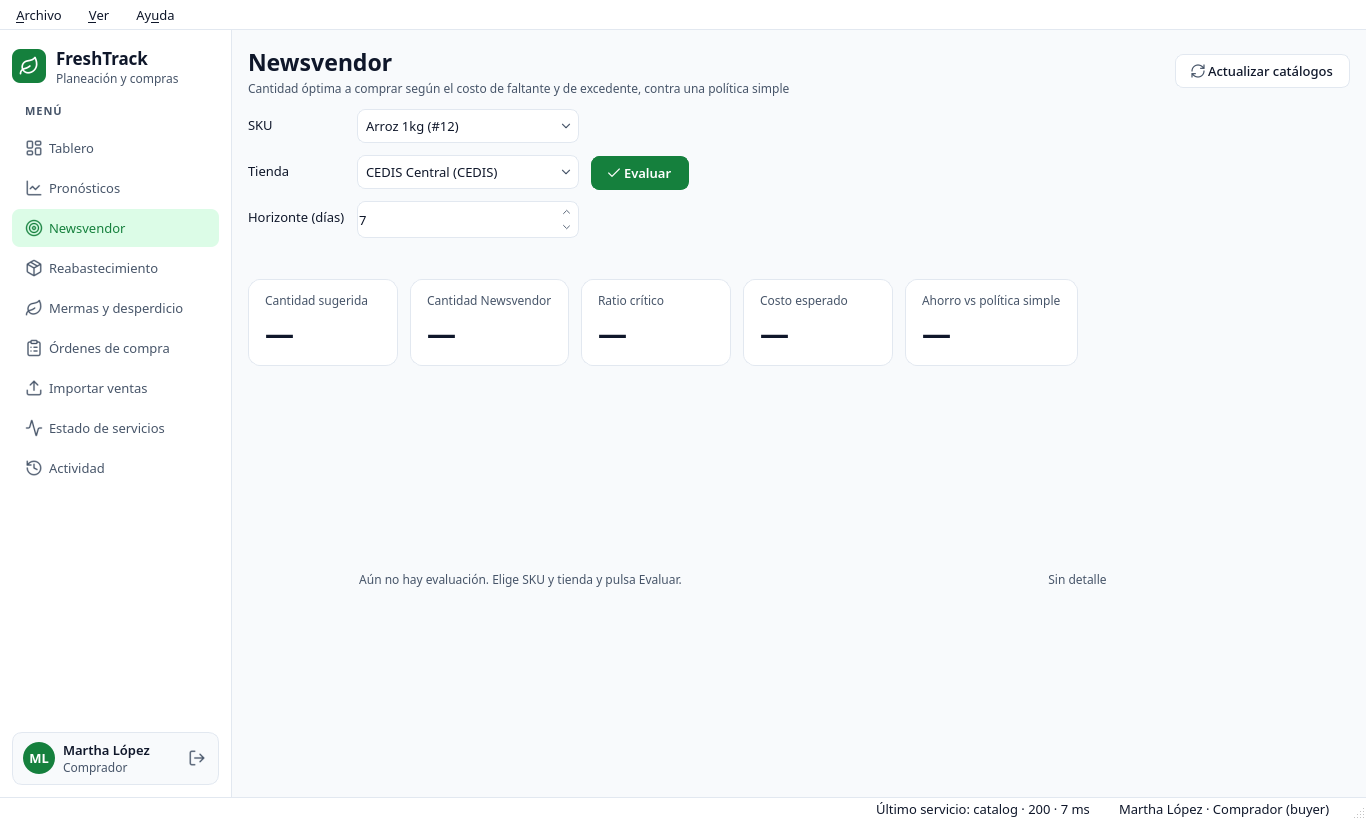 Archivo Ver Ayuda
FreshTrack
Planeación y compras
MENÚ
Tablero
Pronósticos
Newsvendor
Reabastecimiento
Mermas y desperdicio
Órdenes de compra
Importar ventas
Estado de servicios
Actividad
ML
Martha López
Comprador
Newsvendor
Cantidad óptima a comprar según el costo de faltante y de excedente, contra una política simple
Actualizar catálogos
SKU Arroz 1kg (#12)
Tienda CEDIS Central (CEDIS) Evaluar
Horizonte (días) 7
Cantidad sugerida
—
Cantidad Newsvendor
—
Ratio crítico
—
Costo esperado
—
Ahorro vs política simple
—
Aún no hay evaluación. Elige SKU y tienda y pulsa Evaluar.
Sin detalle
Último servicio: catalog · 200 · 7 ms
Martha López · Comprador (buyer)